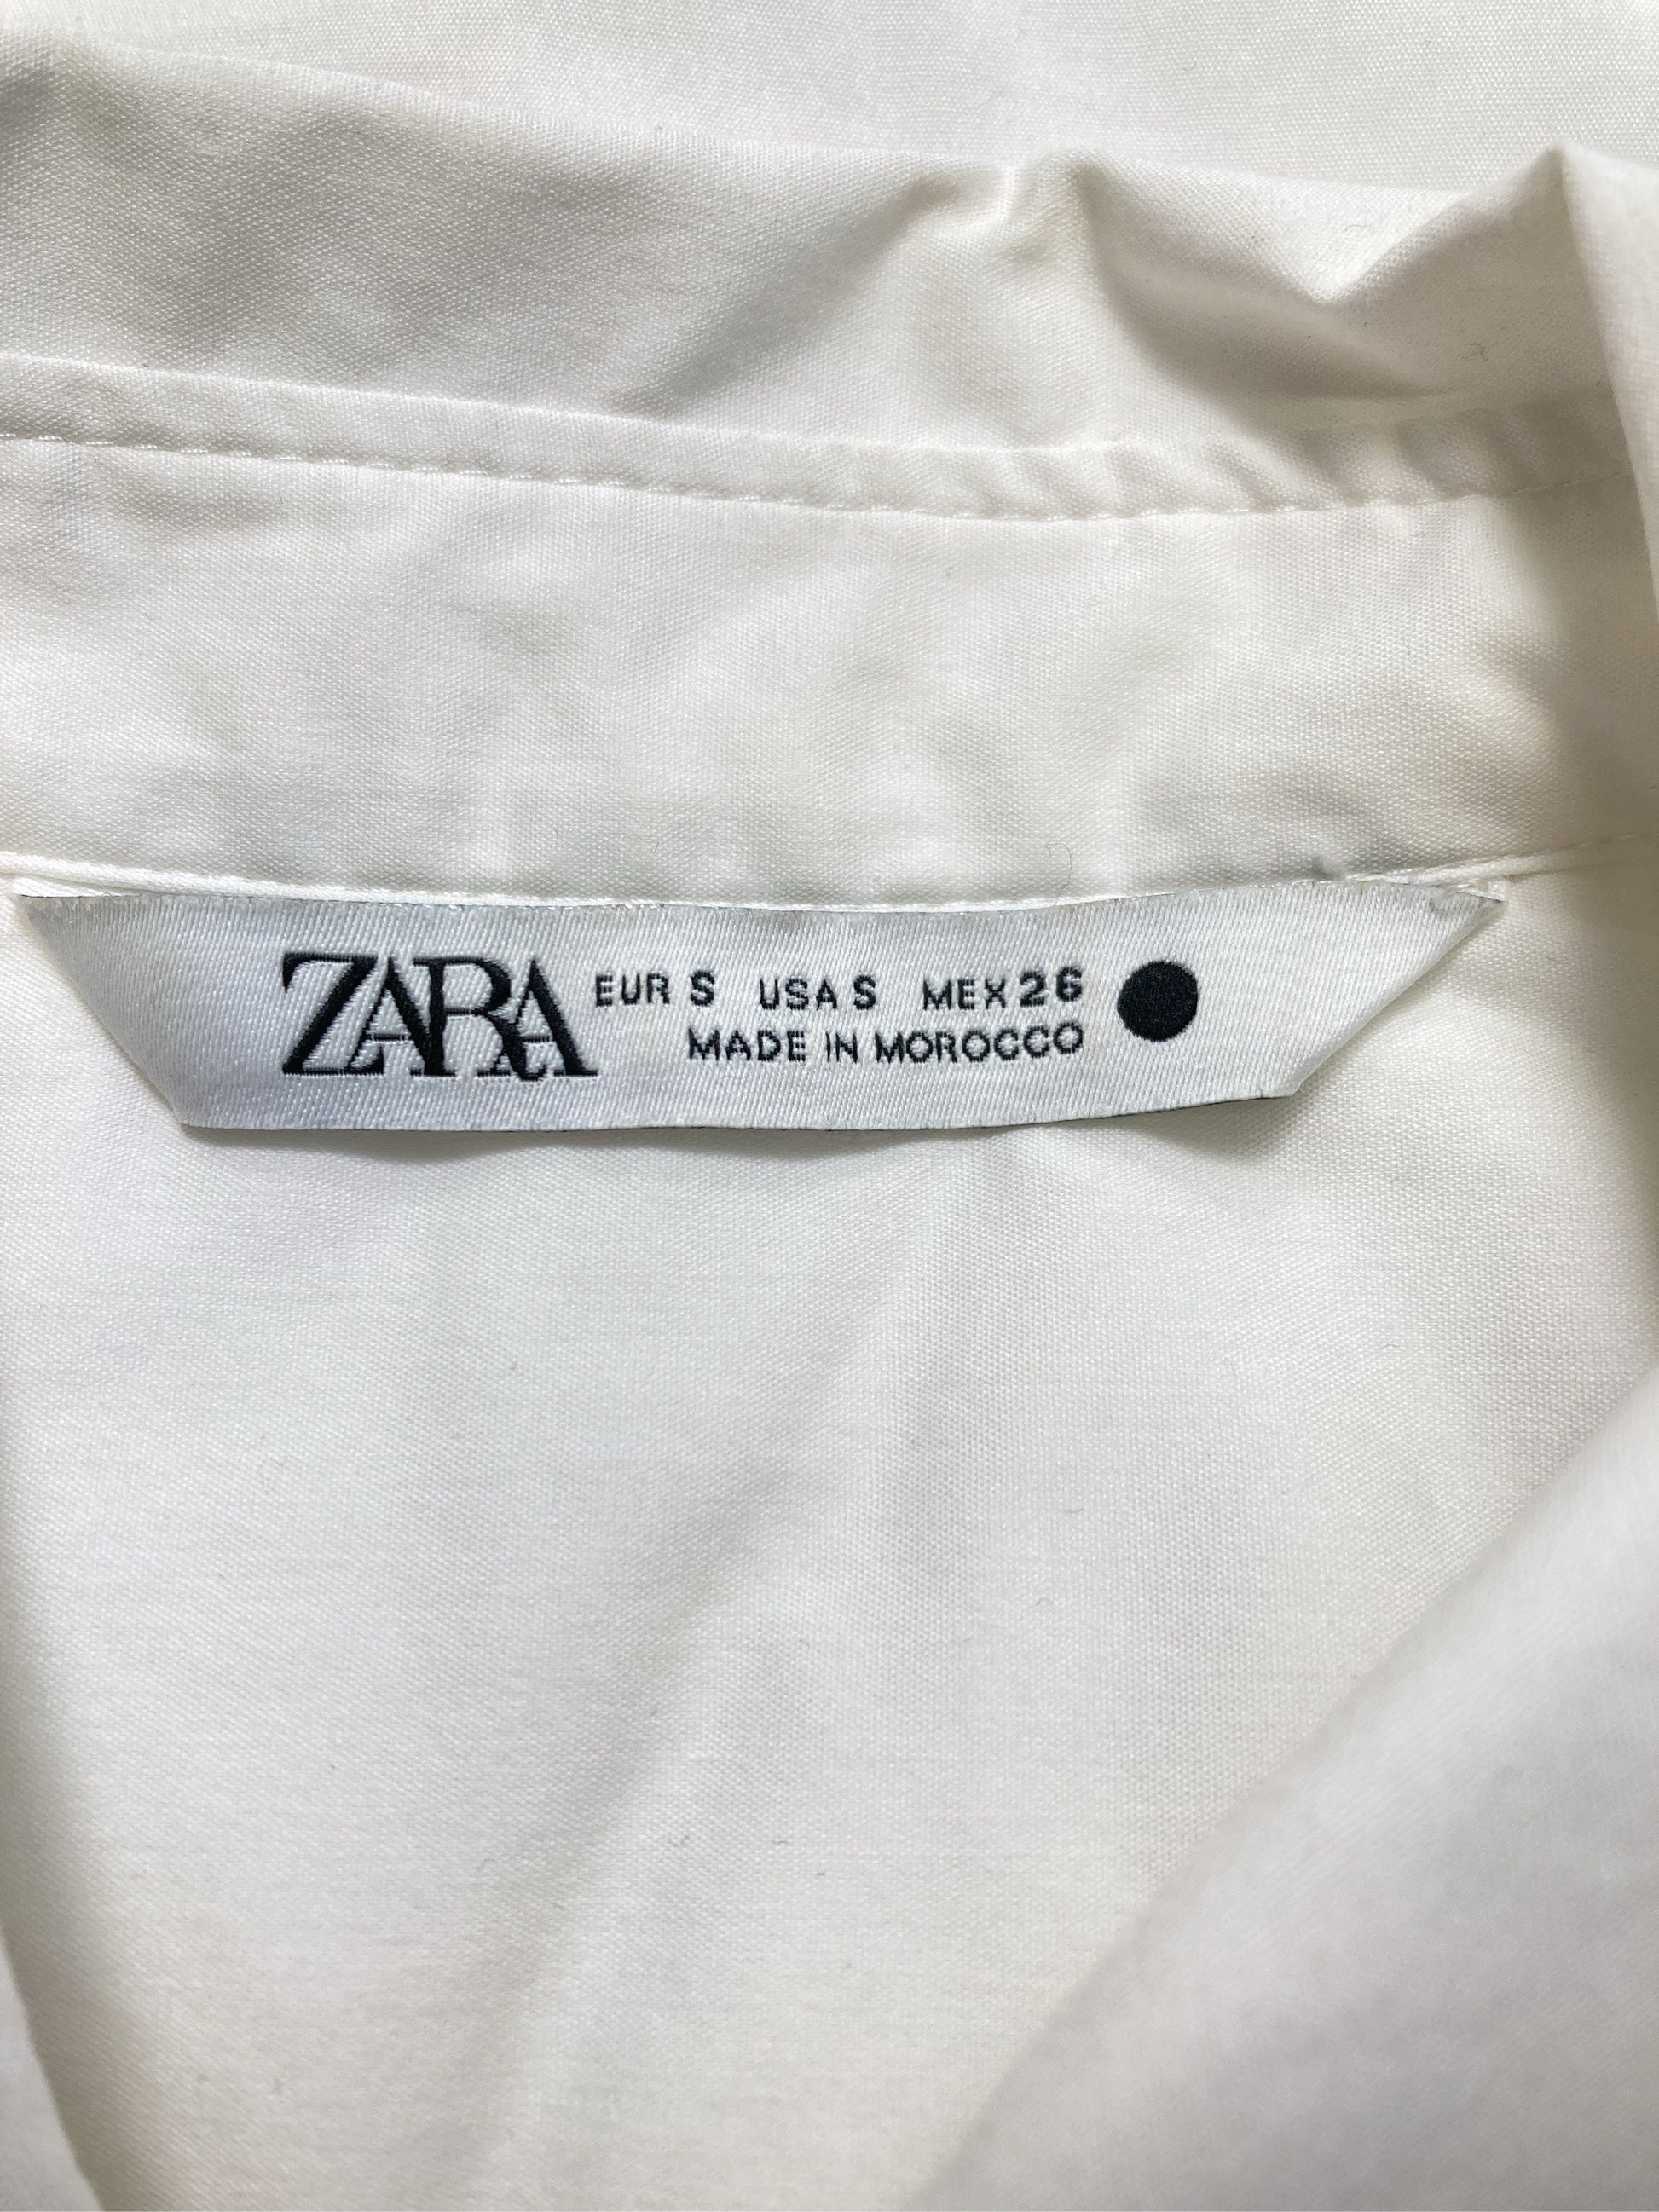 ZARA EUR S USA S MEX 26
MADE IN MOROCCO